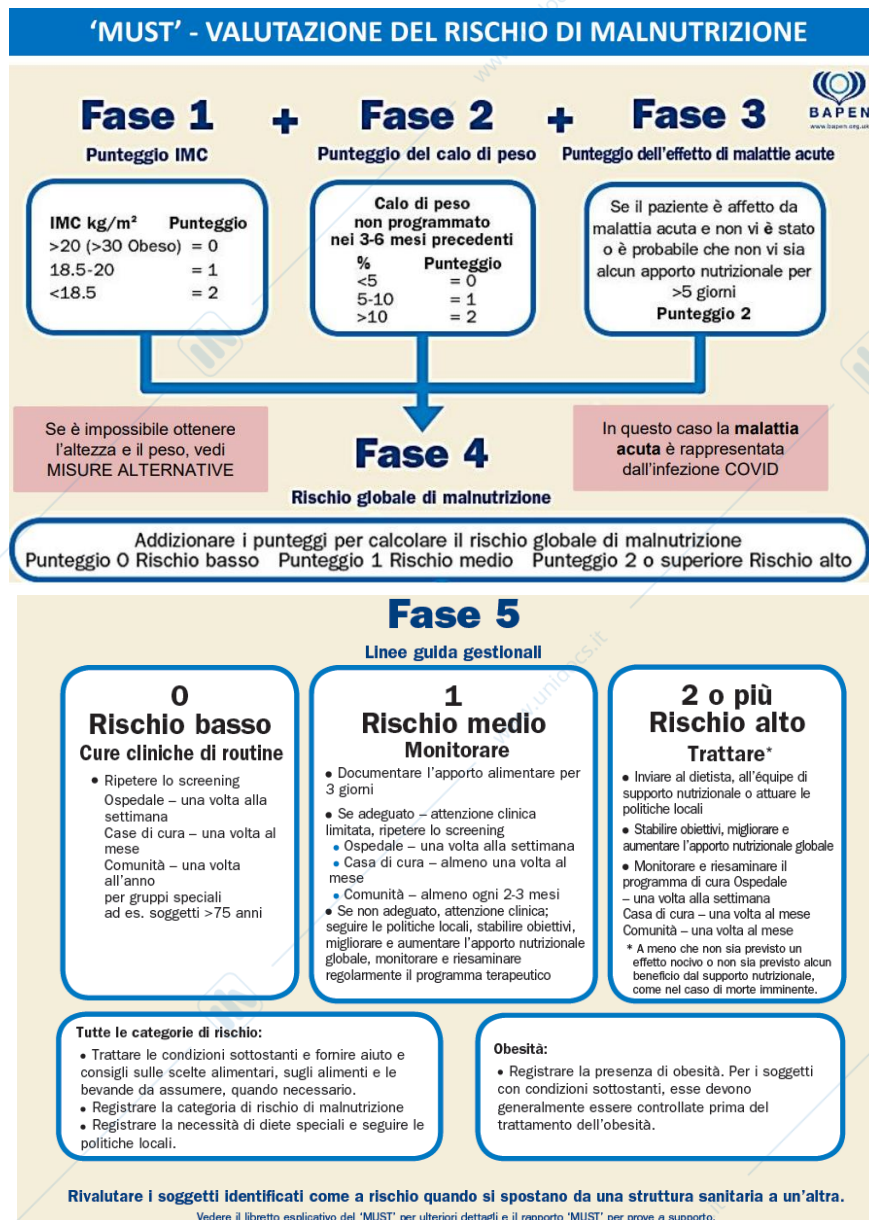 ‘MUST’ - VALUTAZIONE DEL RISCHIO DI MALNUTRIZIONE
BAPEN
www.bapen.org.uk
Fase 1 + Fase 2 + Fase 3
Punteggio IMC
Punteggio del calo di peso
Punteggio dell'effetto di malattie acute
IMC kg/m² Punteggio
>20 (>30 Obeso) = 0
18.5-20 = 1
<18.5 = 2
Calo di peso
non programmato
nei 3-6 mesi precedenti
% Punteggio
<5 = 0
5-10 = 1
>10 = 2
Se il paziente è affetto da
malattia acuta e non vi è stato
o è probabile che non vi sia
alcun apporto nutrizionale per
>5 giorni
Punteggio 2
Se è impossibile ottenere
l'altezza e il peso, vedi
MISURE ALTERNATIVE
In questo caso la malattia
acuta è rappresentata
dall'infezione COVID
Fase 4
Rischio globale di malnutrizione
Addizionare i punteggi per calcolare il rischio globale di malnutrizione
Punteggio 0 Rischio basso Punteggio 1 Rischio medio Punteggio 2 o superiore Rischio alto
Fase 5
Linee guida gestionali
www.unidocs.it
0
Rischio basso
Cure cliniche di routine
• Ripetere lo screening
Ospedale – una volta alla
settimana
Case di cura – una volta al
mese
Comunità – una volta
all'anno
per gruppi speciali
ad es. soggetti >75 anni
1
Rischio medio
Monitorare
• Documentare l'apporto alimentare per
3 giorni
• Se adeguato – attenzione clinica
limitata, ripetere lo screening
• Ospedale – una volta alla settimana
• Casa di cura – almeno una volta al
mese
• Comunità – almeno ogni 2-3 mesi
• Se non adeguato, attenzione clinica;
seguire le politiche locali, stabilire obiettivi,
migliorare e aumentare l'apporto nutrizionale
globale, monitorare e riesaminare
regolarmente il programma terapeutico
2 o più
Rischio alto
Trattare*
• Inviare al dietista, all'équipe di
supporto nutrizionale o attuare le
politiche locali
• Stabilire obiettivi, migliorare e
aumentare l'apporto nutrizionale globale
• Monitorare e riesaminare il
programma di cura Ospedale
– una volta alla settimana
Casa di cura – una volta al mese
Comunità – una volta al mese
* A meno che non sia previsto un
effetto nocivo o non sia previsto alcun
beneficio dal supporto nutrizionale,
come nel caso di morte imminente.
Tutte le categorie di rischio:
• Trattare le condizioni sottostanti e fornire aiuto e
consigli sulle scelte alimentari, sugli alimenti e le
bevande da assumere, quando necessario.
• Registrare la categoria di rischio di malnutrizione
• Registrare la necessità di diete speciali e seguire le
politiche locali.
Obesità:
• Registrare la presenza di obesità. Per i soggetti
con condizioni sottostanti, esse devono
generalmente essere controllate prima del
trattamento dell'obesità.
Rivalutare i soggetti identificati come a rischio quando si spostano da una struttura sanitaria a un'altra.
Vedere il libretto esplicativo del 'MUST' per ulteriori dettagli e il rapporto 'MUST' per prove a supporto.